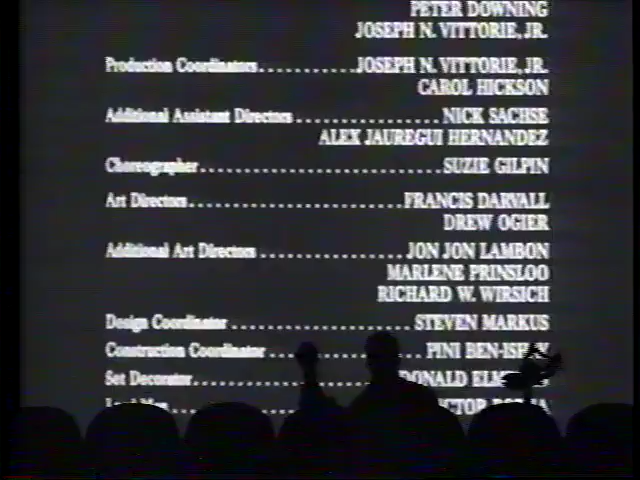 PETER DOWNING
JOSEPH N. VITTORIE, JR.
Production Coordinators..............JOSEPH N. VITTORIE, JR.
CAROL HICKSON
Additional Assistant Directors.....................NICK SACHSE
ALEX JAUREGUI HERNANDEZ
Choreographer...................................SUZIE GILPIN
Art Directors...............................FRANCIS DARVALL
DREW OGIER
Additional Art Directors.....................JON JON LAMBON
MARLENE PRINSLOO
RICHARD W. WIRSICH
Design Coordinator.........................STEVEN MARKUS
Construction Coordinator
PINI
Set Decorator
DONALD